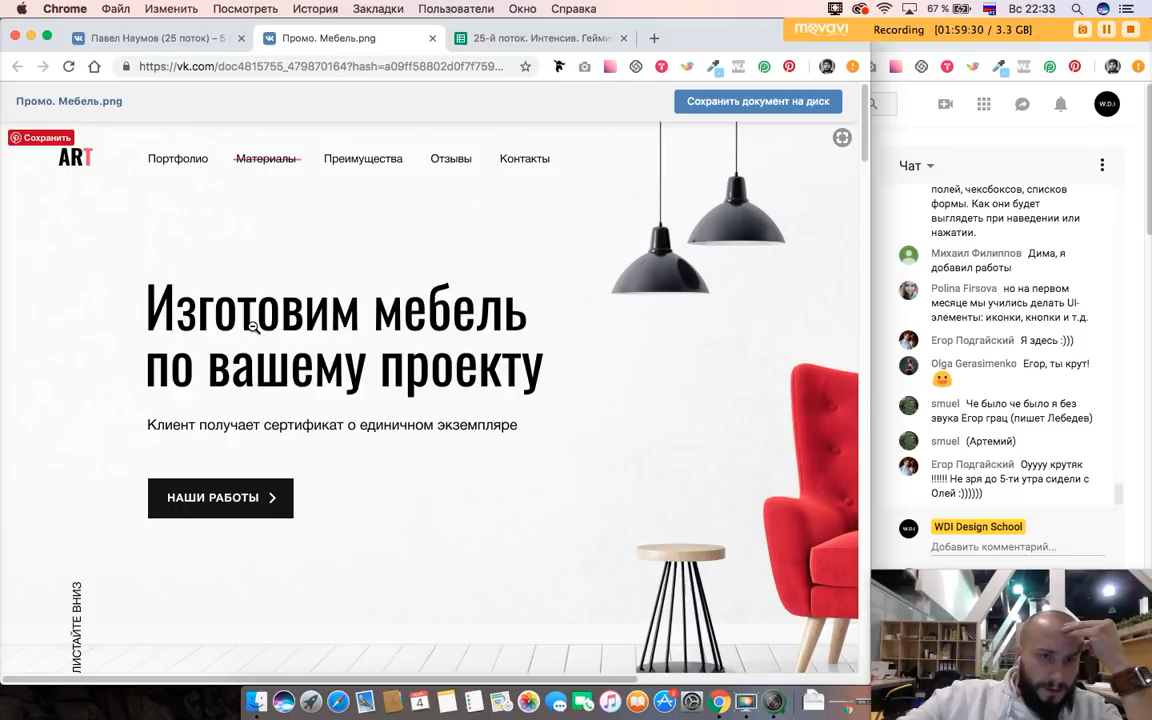 Chrome Файл Изменить Посмотреть История Закладки Пользователи Окно Справка
67 % Вс 22:33
movavi
Recording [01:59:30 / 3.3 GB]
Павел Наумов (25 поток) – 5
Промо. Мебель.png
25-й поток. Интенсив. Гейми
https://vk.com/doc4815755_479870164?hash=a09ff58802d0f7f759...
Промо. Мебель.png
Сохранить документ на диск
Сохранить
ART
Портфолио Материалы Преимущества Отзывы Контакты
Изготовим мебель
по вашему проекту
Клиент получает сертификат о единичном экземпляре
НАШИ РАБОТЫ
ЛИСТАЙТЕ ВНИЗ
W.D.I
Чат
полей, чексбоксов, списков
формы. Как они будет
выглядеть при наведении или
нажатии.
Михаил Филиппов Дима, я
добавил работы
Polina Firsova но на первом
месяце мы учились делать UI-
элементы: иконки, кнопки и т.д.
Егор Подгайский Я здесь :)))
Olga Gerasimenko Егор, ты крут!
smuel Че было че было я без
звука Егор грац (пишет Лебедев)
smuel (Артемий)
Егор Подгайский Оуууу крутяк
!!!!!! Не зря до 5-ти утра сидели с
Олей :))))))
W.D.I
WDI Design School
Добавить комментарий...
4